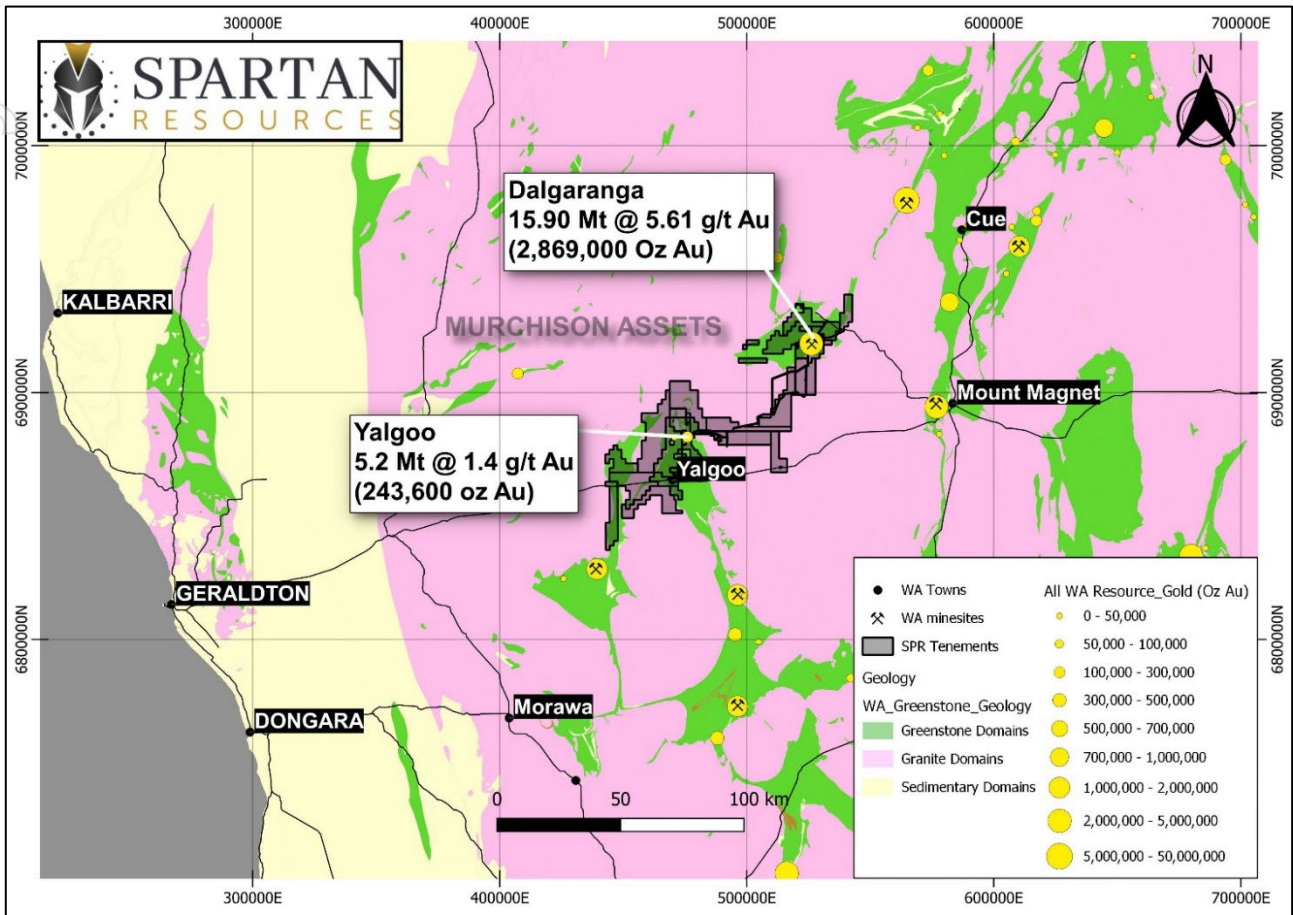 300000E
400000E
500000E
600000E
700000E
SPARTAN
RESOURCES
N
7000000N
7000000N
Dalgaranga
15.90 Mt @ 5.61 g/t Au
(2,869,000 Oz Au)
Cue
KALBARRI
MURCHISON ASSETS
6900000N
6900000N
Mount Magnet
Yalgoo
5.2 Mt @ 1.4 g/t Au
(243,600 oz Au)
Yalgoo
GERALDTON
6800000N
6800000N
Morawa
DONGARA
0 50 100 km
WA Towns
WA minesites
SPR Tenements
Geology
WA_Greenstone_Geology
Greenstone Domains
Granite Domains
Sedimentary Domains
All WA Resource_Gold (Oz Au)
0 - 50,000
50,000 - 100,000
100,000 - 300,000
300,000 - 500,000
500,000 - 700,000
700,000 - 1,000,000
1,000,000 - 2,000,000
2,000,000 - 5,000,000
5,000,000 - 50,000,000
300000E
400000E
500000E
600000E
700000E